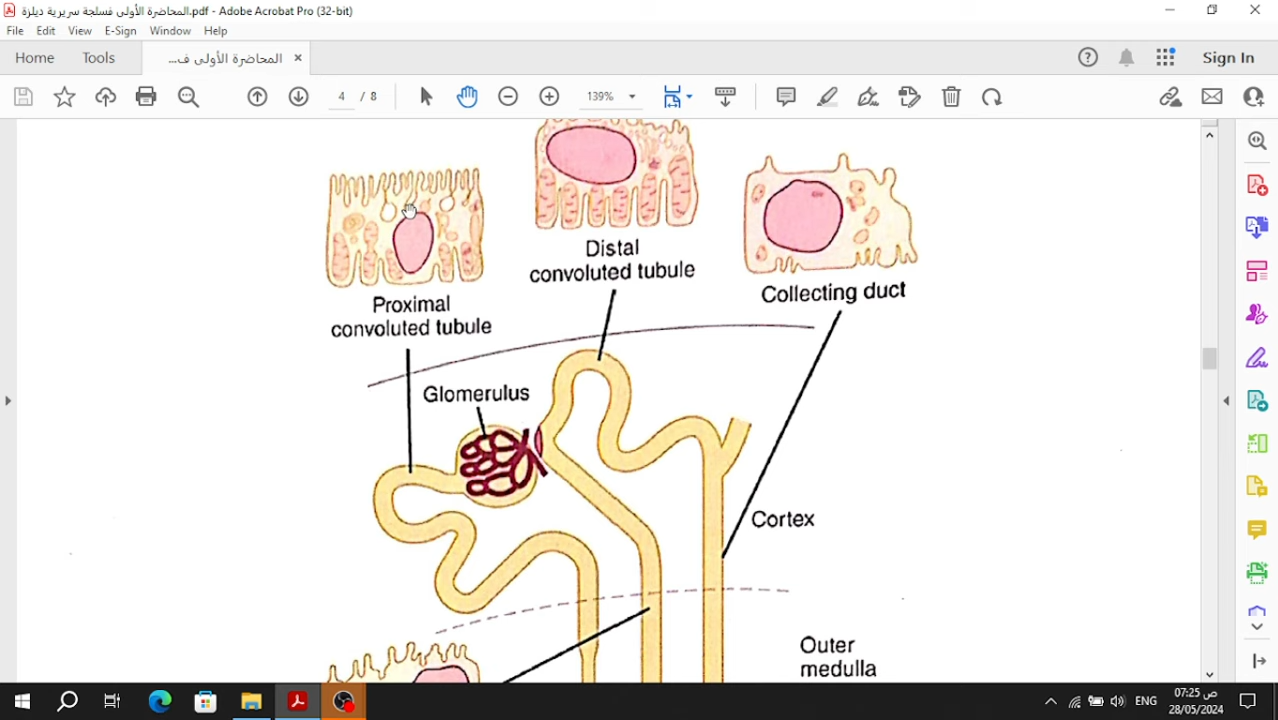 المحاضرة الأولى فسلجة سريرية ديلزة.pdf - Adobe Acrobat Pro (32-bit)
File Edit View E-Sign Window Help
Home Tools المحاضرة الأولى ف... Sign In
4 / 8 139%
Distal
convoluted tubule
Collecting duct
Proximal
convoluted tubule
Glomerulus
Cortex
Outer
medulla
ENG
07:25 ص
28/05/2024